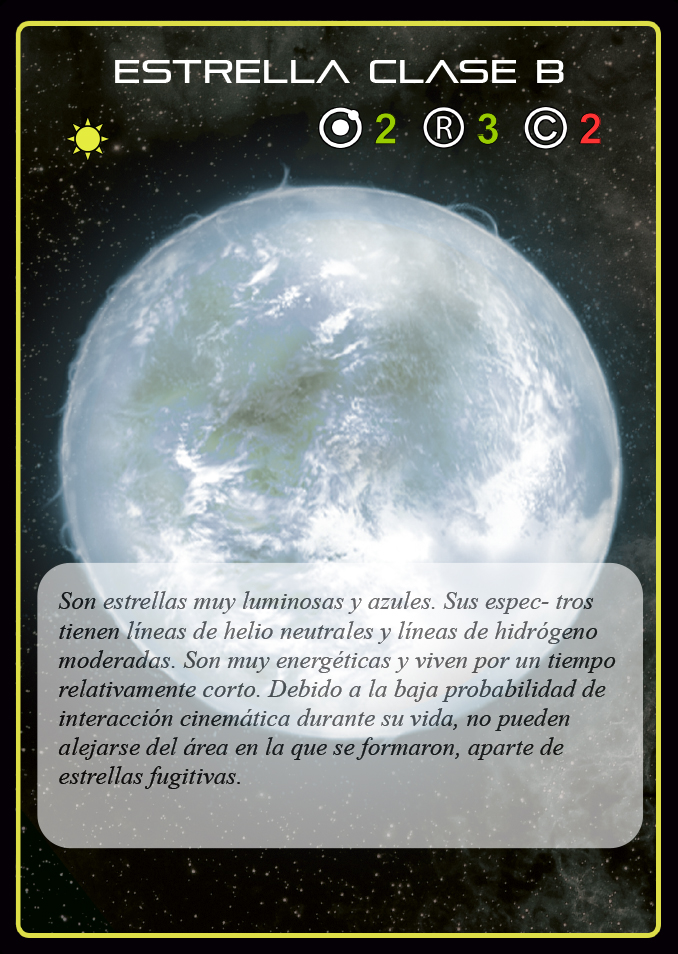 ESTRELLA CLASE B
2 R 3 C 2
Son estrellas muy luminosas y azules. Sus espec- tros
tienen líneas de helio neutrales y líneas de hidrógeno
moderadas. Son muy energéticas y viven por un tiempo
relativamente corto. Debido a la baja probabilidad de
interacción cinemática durante su vida, no pueden
alejarse del área en la que se formaron, aparte de
estrellas fugitivas.